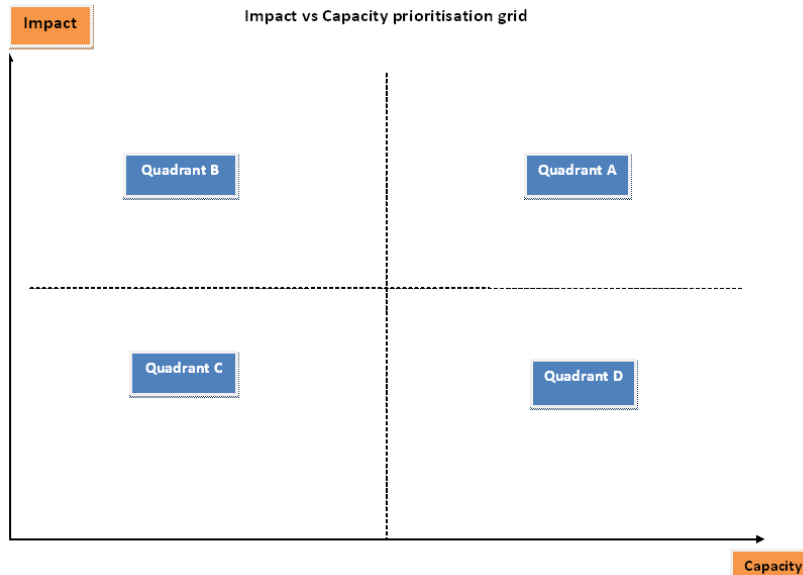 Impact vs Capacity prioritisation grid
Impact
Quadrant B
Quadrant A
Quadrant C
Quadrant D
Capacity